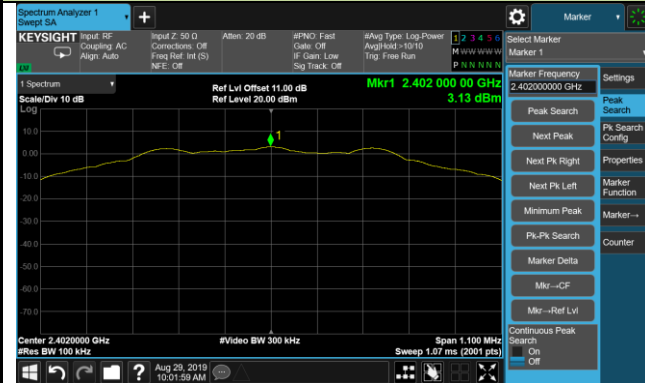 Spectrum Analyzer 1
Swept SA
+
Marker
KEYSIGHT
Input: RF
Coupling: AC
Align: Auto
Input Z: 50 Ω
Corrections: Off
Freq Ref: Int (S)
NFE: Off
Atten: 20 dB
#PNO: Fast
Gate: Off
IF Gain: Low
Sig Track: Off
#Avg Type: Log-Power
Avg|Hold:>10/10
Trig: Free Run
1 2 3 4 5 6
M W W W W W
P N N N N N
Select Marker
Marker 1
1 Spectrum
Scale/Div 10 dB
Log
Ref Lvl Offset 11.00 dB
Ref Level 20.00 dBm
Mkr1 2.402 000 00 GHz
3.13 dBm
Marker Frequency
2.402000000 GHz
Settings
Peak Search
Peak
Search
Next Peak
Pk Search
Config
Next Pk Right
Properties
Next Pk Left
Marker
Function
Minimum Peak
Marker→
Pk-Pk Search
Counter
Marker Delta
Mkr→CF
Mkr→Ref Lvl
Continuous Peak
Search
On
Off
1
10.0
0.00
-10.0
-20.0
-30.0
-40.0
-50.0
-60.0
-70.0
Center 2.4020000 GHz
#Res BW 100 kHz
#Video BW 300 kHz
Span 1.100 MHz
Sweep 1.07 ms (2001 pts)
?
Aug 29, 2019
10:01:59 AM